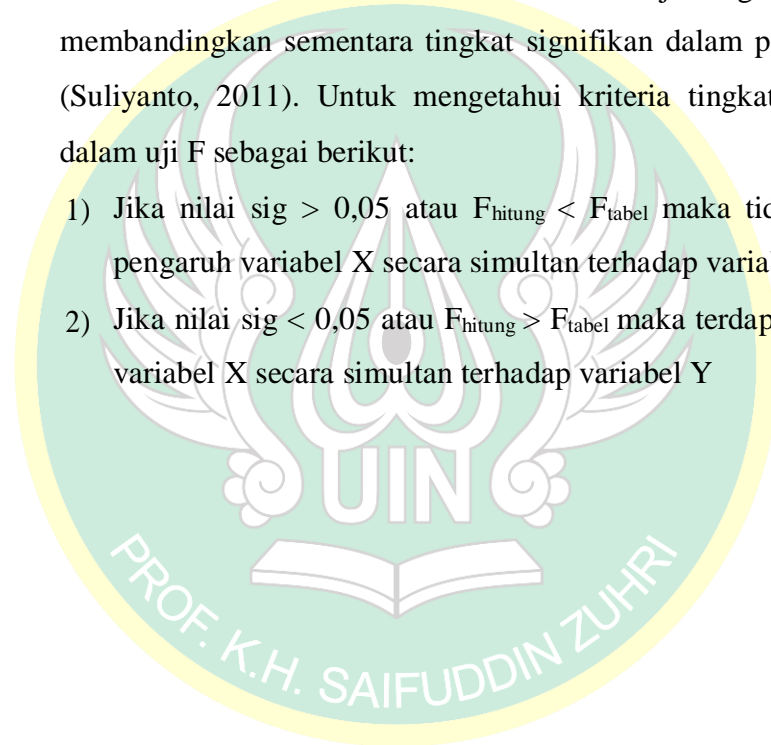 membandingkan sementara tingkat signifikan dalam p
(Suliyanto, 2011). Untuk mengetahui kriteria tingkat
dalam uji F sebagai berikut:
1) Jika nilai sig > 0,05 atau Fhitung < Ftabel maka tid
pengaruh variabel X secara simultan terhadap varia
2) Jika nilai sig < 0,05 atau Fhitung > Ftabel maka terdap
variabel X secara simultan terhadap variabel Y
UIN
PROF. K.H. SAIFUDDIN ZUHRI